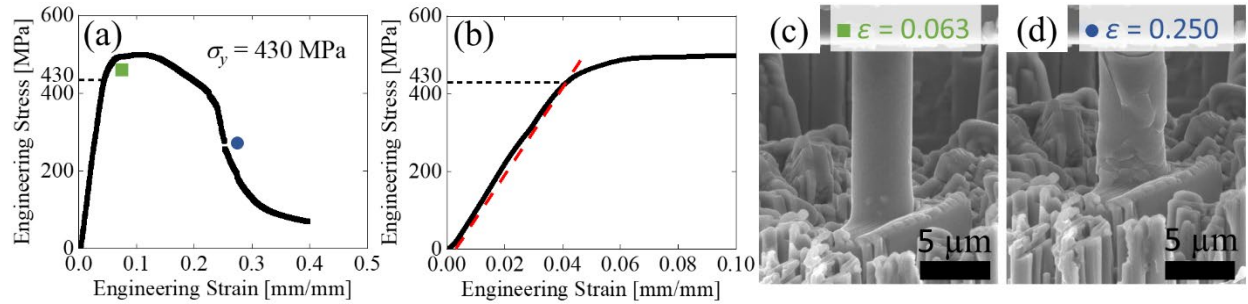 (a)
σy = 430 MPa
Engineering Stress [MPa]
600
430
400
200
0
0.0 0.1 0.2 0.3 0.4 0.5
Engineering Strain [mm/mm]
(b)
Engineering Stress [MPa]
600
430
400
200
0
0.00 0.02 0.04 0.06 0.08 0.10
Engineering Strain [mm/mm]
(c)
ε = 0.063
5 μm
(d)
ε = 0.250
5 μm